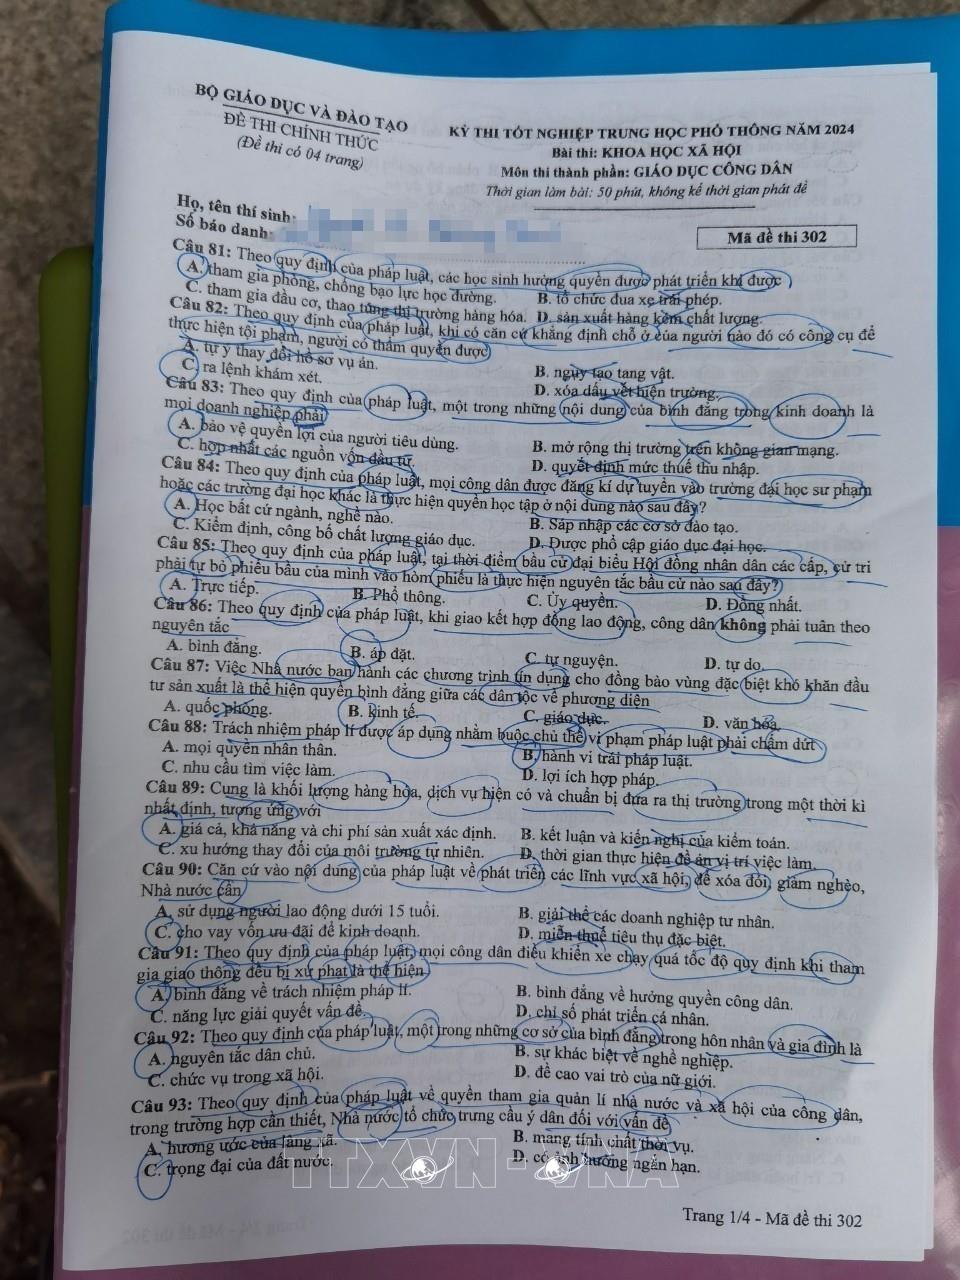 BỘ GIÁO DỤC VÀ ĐÀO TẠO
ĐỀ THI CHÍNH THỨC
(Đề thi có 04 trang)
KỲ THI TỐT NGHIỆP TRUNG HỌC PHỔ THÔNG NĂM 2024
Bài thi: KHOA HỌC XÃ HỘI
Môn thi thành phần: GIÁO DỤC CÔNG DÂN
Thời gian làm bài: 50 phút, không kể thời gian phát đề
Họ, tên thí sinh:
Số báo danh:
Mã đề thi 302
Câu 81: Theo quy định của pháp luật, các học sinh hưởng quyền được phát triển khi được
A. tham gia phòng, chống bạo lực học đường. B. tổ chức đua xe trái phép.
C. tham gia đầu cơ, thao túng thị trường hàng hóa. D. sản xuất hàng kém chất lượng.
Câu 82: Theo quy định của pháp luật, khi có căn cứ khẳng định chỗ ở của người nào đó có công cụ để
thực hiện tội phạm, người có thẩm quyền được
A. tự ý thay đổi hồ sơ vụ án. B. ngụy tạo tang vật.
C. ra lệnh khám xét. D. xóa dấu vết hiện trường.
Câu 83: Theo quy định của pháp luật, một trong những nội dung của bình đẳng trong kinh doanh là
mọi doanh nghiệp phải
A. bảo vệ quyền lợi của người tiêu dùng. B. mở rộng thị trường trên không gian mạng.
C. hợp nhất các nguồn vốn đầu tư. D. quyết định mức thuế thu nhập.
Câu 84: Theo quy định của pháp luật, mọi công dân được đăng kí dự tuyển vào trường đại học sư phạm
hoặc các trường đại học khác là thực hiện quyền học tập ở nội dung nào sau đây?
A. Học bất cứ ngành, nghề nào. B. Sáp nhập các cơ sở đào tạo.
C. Kiểm định, công bố chất lượng giáo dục. D. Được phổ cập giáo dục đại học.
Câu 85: Theo quy định của pháp luật, tại thời điểm bầu cử đại biểu Hội đồng nhân dân các cấp, cử tri
phải tự bỏ phiếu bầu của mình vào hòm phiếu là thực hiện nguyên tắc bầu cử nào sau đây?
A. Trực tiếp. B. Phổ thông. C. Ủy quyền. D. Đồng nhất.
Câu 86: Theo quy định của pháp luật, khi giao kết hợp đồng lao động, công dân không phải tuân theo
nguyên tắc
A. bình đẳng. B. áp đặt. C. tự nguyện. D. tự do.
Câu 87: Việc Nhà nước ban hành các chương trình tín dụng cho đồng bào vùng đặc biệt khó khăn đầu
tư sản xuất là thể hiện quyền bình đẳng giữa các dân tộc về phương diện
A. quốc phòng. B. kinh tế. C. giáo dục. D. văn hóa.
Câu 88: Trách nhiệm pháp lí được áp dụng nhằm buộc chủ thể vi phạm pháp luật phải chấm dứt
A. mọi quyền nhân thân. B. hành vi trái pháp luật.
C. nhu cầu tìm việc làm. D. lợi ích hợp pháp.
Câu 89: Cung là khối lượng hàng hóa, dịch vụ hiện có và chuẩn bị đưa ra thị trường trong một thời kì
nhất định, tương ứng với
A. giá cả, khả năng và chi phí sản xuất xác định. B. kết luận và kiến nghị của kiểm toán.
C. xu hướng thay đổi của môi trường tự nhiên. D. thời gian thực hiện đề án vị trí việc làm.
Câu 90: Căn cứ vào nội dung của pháp luật về phát triển các lĩnh vực xã hội, để xóa đói, giảm nghèo,
Nhà nước cần
A. sử dụng người lao động dưới 15 tuổi. B. giải thể các doanh nghiệp tư nhân.
C. cho vay vốn ưu đãi để kinh doanh. D. miễn thuế tiêu thụ đặc biệt.
Câu 91: Theo quy định của pháp luật, mọi công dân điều khiển xe chạy quá tốc độ quy định khi tham
gia giao thông đều bị xử phạt là thể hiện
A. bình đẳng về trách nhiệm pháp lí. B. bình đẳng về hưởng quyền công dân.
C. năng lực giải quyết vấn đề. D. chỉ số phát triển cá nhân.
Câu 92: Theo quy định của pháp luật, một trong những cơ sở của bình đẳng trong hôn nhân và gia đình là
A. nguyên tắc dân chủ. B. sự khác biệt về nghề nghiệp.
C. chức vụ trong xã hội. D. đề cao vai trò của nữ giới.
Câu 93: Theo quy định của pháp luật về quyền tham gia quản lí nhà nước và xã hội của công dân,
trong trường hợp cần thiết, Nhà nước tổ chức trưng cầu ý dân đối với vấn đề
A. hương ước của làng xã. B. mang tính chất thời vụ.
C. trọng đại của đất nước. D. có ảnh hưởng ngắn hạn.
TTXVN - VNA
Trang 1/4 - Mã đề thi 302